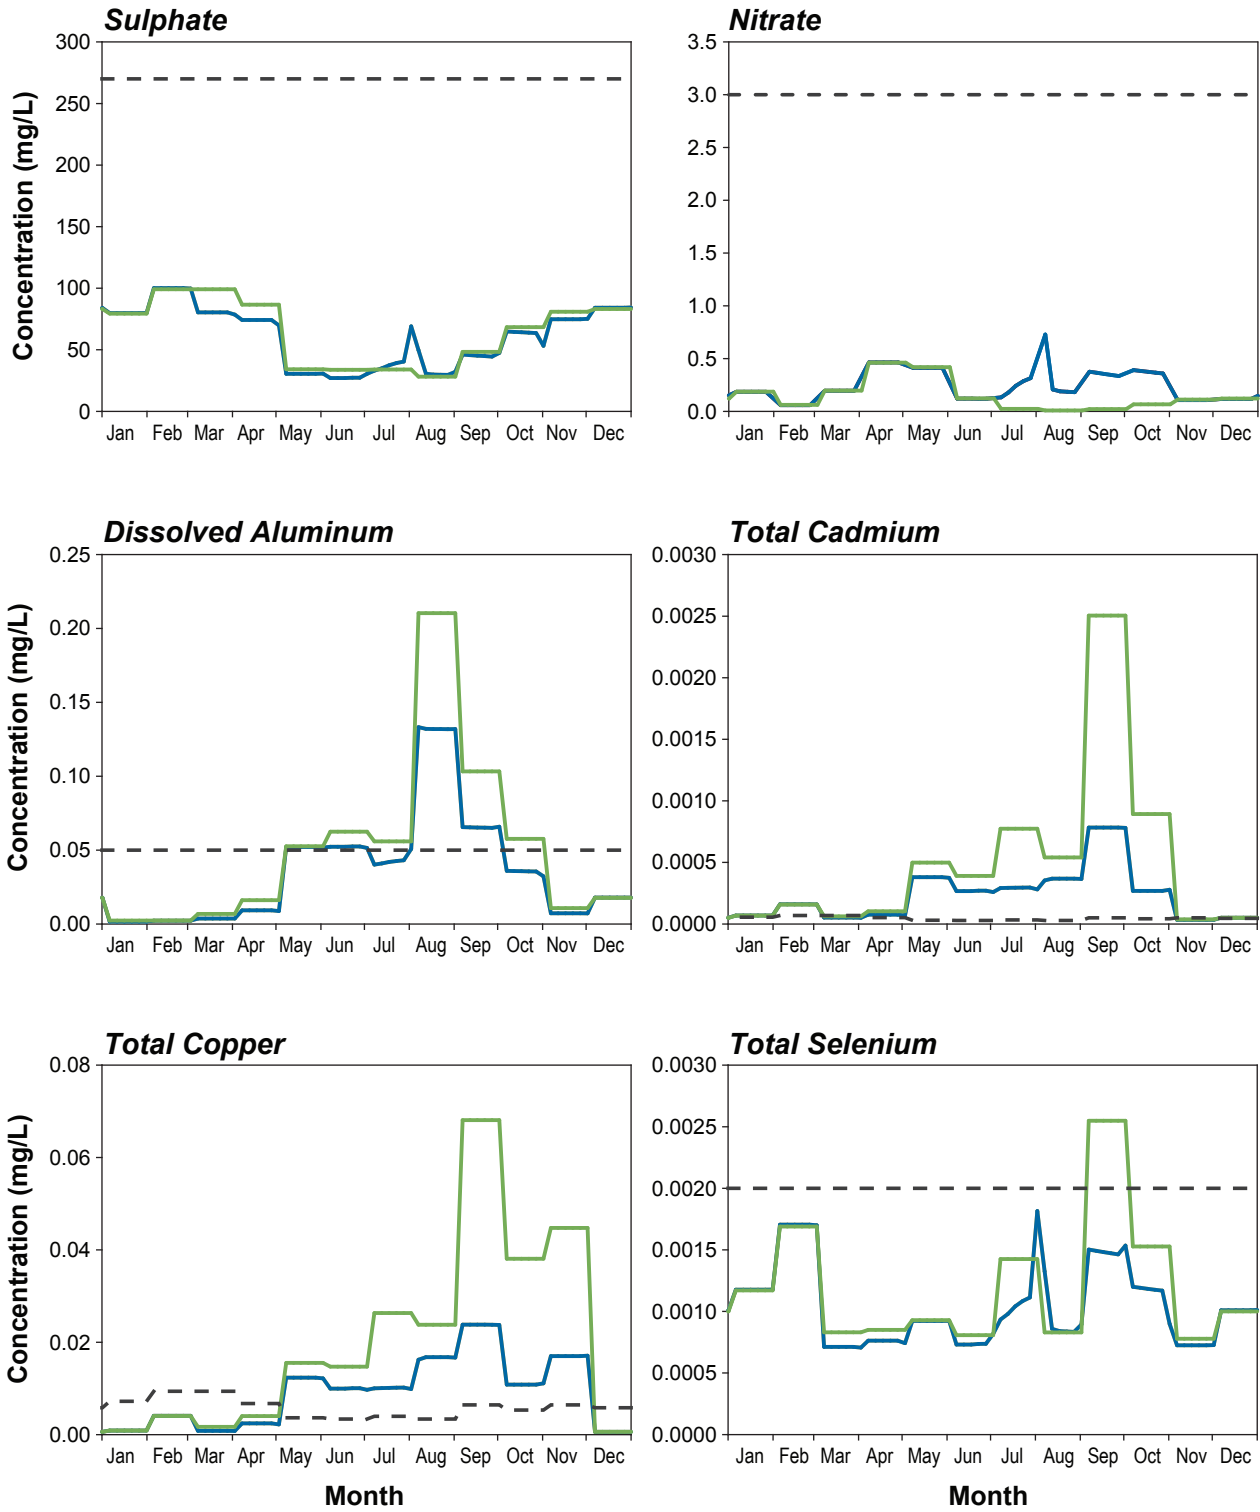 Sulphate
Concentration (mg/L)
300
250
200
150
100
50
0
Jan Feb Mar Apr May Jun Jul Aug Sep Oct Nov Dec
Nitrate
3.5
3.0
2.5
2.0
1.5
1.0
0.5
0.0
Jan Feb Mar Apr May Jun Jul Aug Sep Oct Nov Dec
Dissolved Aluminum
Concentration (mg/L)
0.25
0.20
0.15
0.10
0.05
0.00
Jan Feb Mar Apr May Jun Jul Aug Sep Oct Nov Dec
Total Cadmium
0.0030
0.0025
0.0020
0.0015
0.0010
0.0005
0.0000
Jan Feb Mar Apr May Jun Jul Aug Sep Oct Nov Dec
Total Copper
Concentration (mg/L)
0.08
0.06
0.04
0.02
0.00
Jan Feb Mar Apr May Jun Jul Aug Sep Oct Nov Dec
Month
Total Selenium
0.0030
0.0025
0.0020
0.0015
0.0010
0.0005
0.0000
Jan Feb Mar Apr May Jun Jul Aug Sep Oct Nov Dec
Month